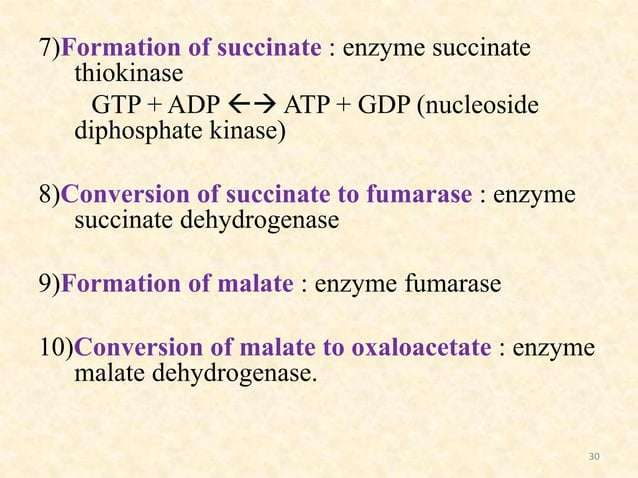 7)Formation of succinate : enzyme succinate
thiokinase
GTP + ADP ←→ ATP + GDP (nucleoside
diphosphate kinase)
8)Conversion of succinate to fumarase : enzyme
succinate dehydrogenase
9)Formation of malate : enzyme fumarase
10)Conversion of malate to oxaloacetate : enzyme
malate dehydrogenase.
30